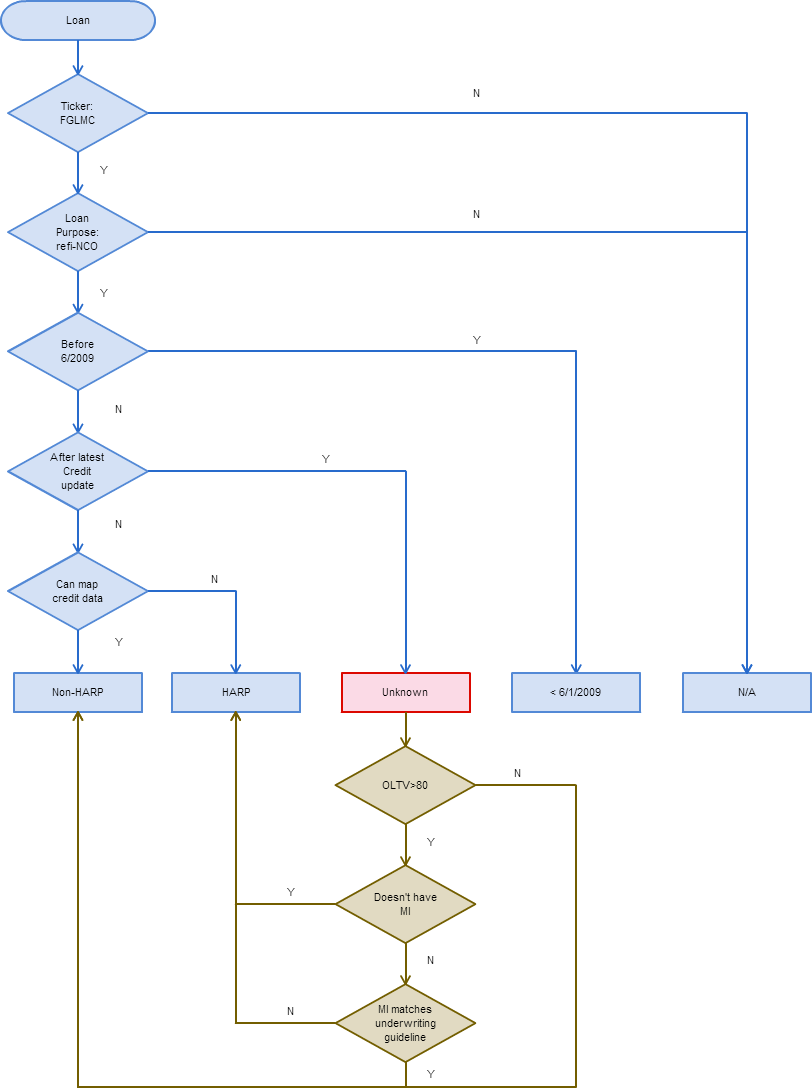 Loan
Ticker:
FGLMC
N
Y
Loan
Purpose:
refi-NCO
N
Y
Before
6/2009
Y
N
After latest
Credit
update
Y
N
Can map
credit data
N
Y
Non-HARP
HARP
Unknown
< 6/1/2009
N/A
OLTV>80
N
Y
Doesn't have
MI
Y
N
MI matches
underwriting
guideline
N
Y